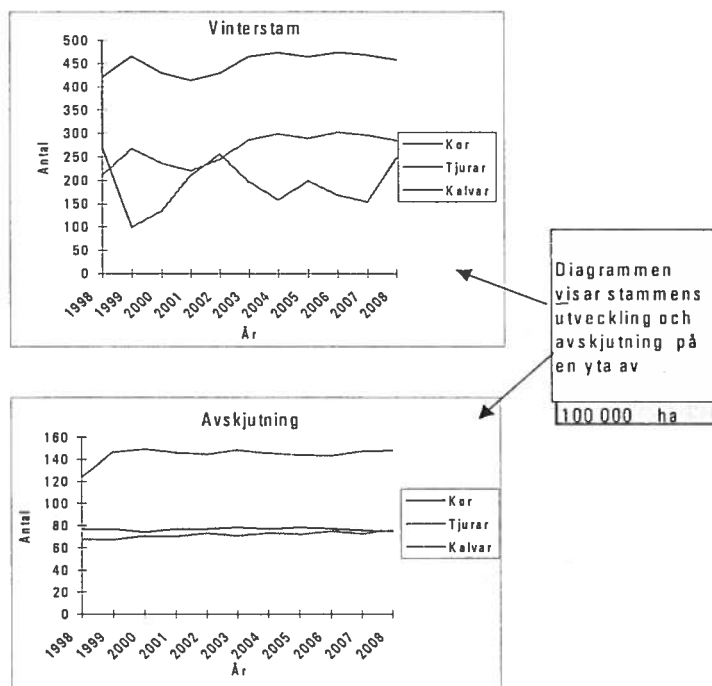 Vinterstam
500
450
400
350
300
250
200
150
100
50
0
Antal
1998
1999
2000
2001
2002
2003
2004
2005
2006
2007
2008
År
Kor
Tjurar
Kalvar
Diagrammen
visar stammens
utveckling och
avskjutning på
en yta av
100 000 ha
Avskjutning
160
140
120
100
80
60
40
20
0
Antal
1998
1999
2000
2001
2002
2003
2004
2005
2006
2007
2008
År
Kor
Tjurar
Kalvar